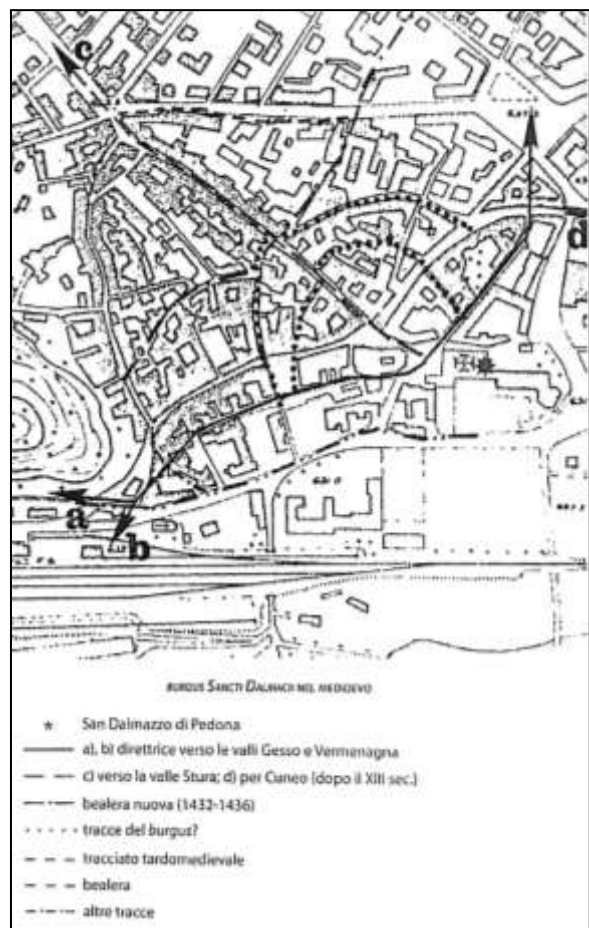 c
d
a
b
BURGUS SANCTI DALMACII NEL MEDIOEVO
San Dalmazzo di Pedona
a), b) direttrice verso le valli Gesso e Vermenagna
c) verso la valle Stura; d) per Cuneo (dopo il XIII sec.)
bealera nuova (1432-1436)
tracce del burgus?
tracciato tardomedievale
bealera
altre tracce